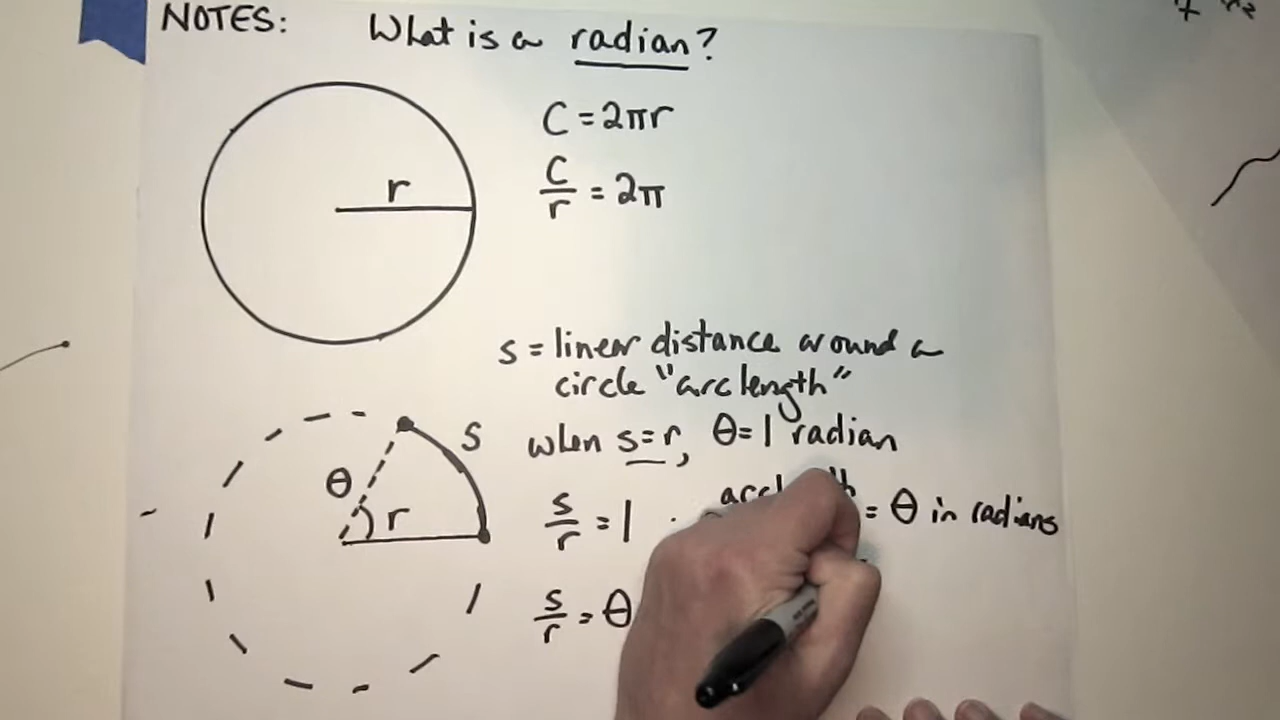 NOTES: What is a radian?
r
C = 2πr
C/r = 2π
s = linear distance around a
circle "arc length"
when s=r, θ=1 radian
s
θ
r
s/r = 1
= θ in radians
s/r = θ